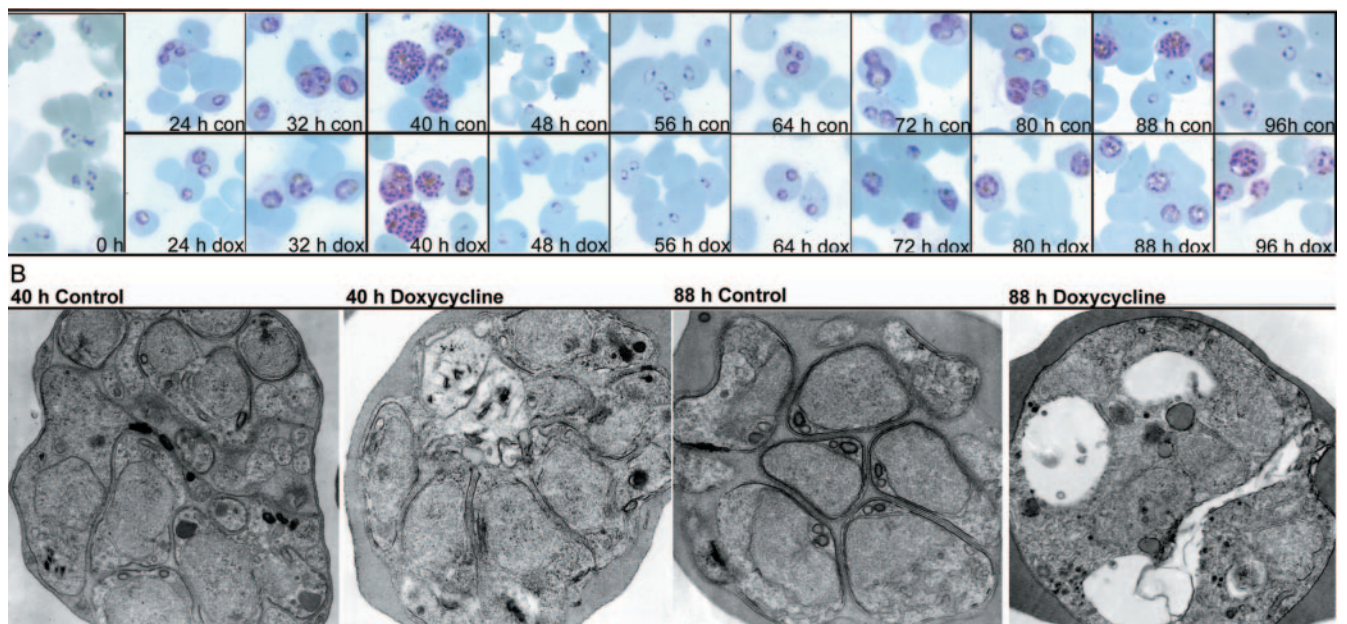 24 h con 32 h con 40 h con 48 h con 56 h con 64 h con 72 h con 80 h con 88 h con 96h con
0 h 24 h dox 32 h dox 40 h dox 48 h dox 56 h dox 64 h dox 72 h dox 80 h dox 88 h dox 96 h dox
B
40 h Control 40 h Doxycycline 88 h Control 88 h Doxycycline